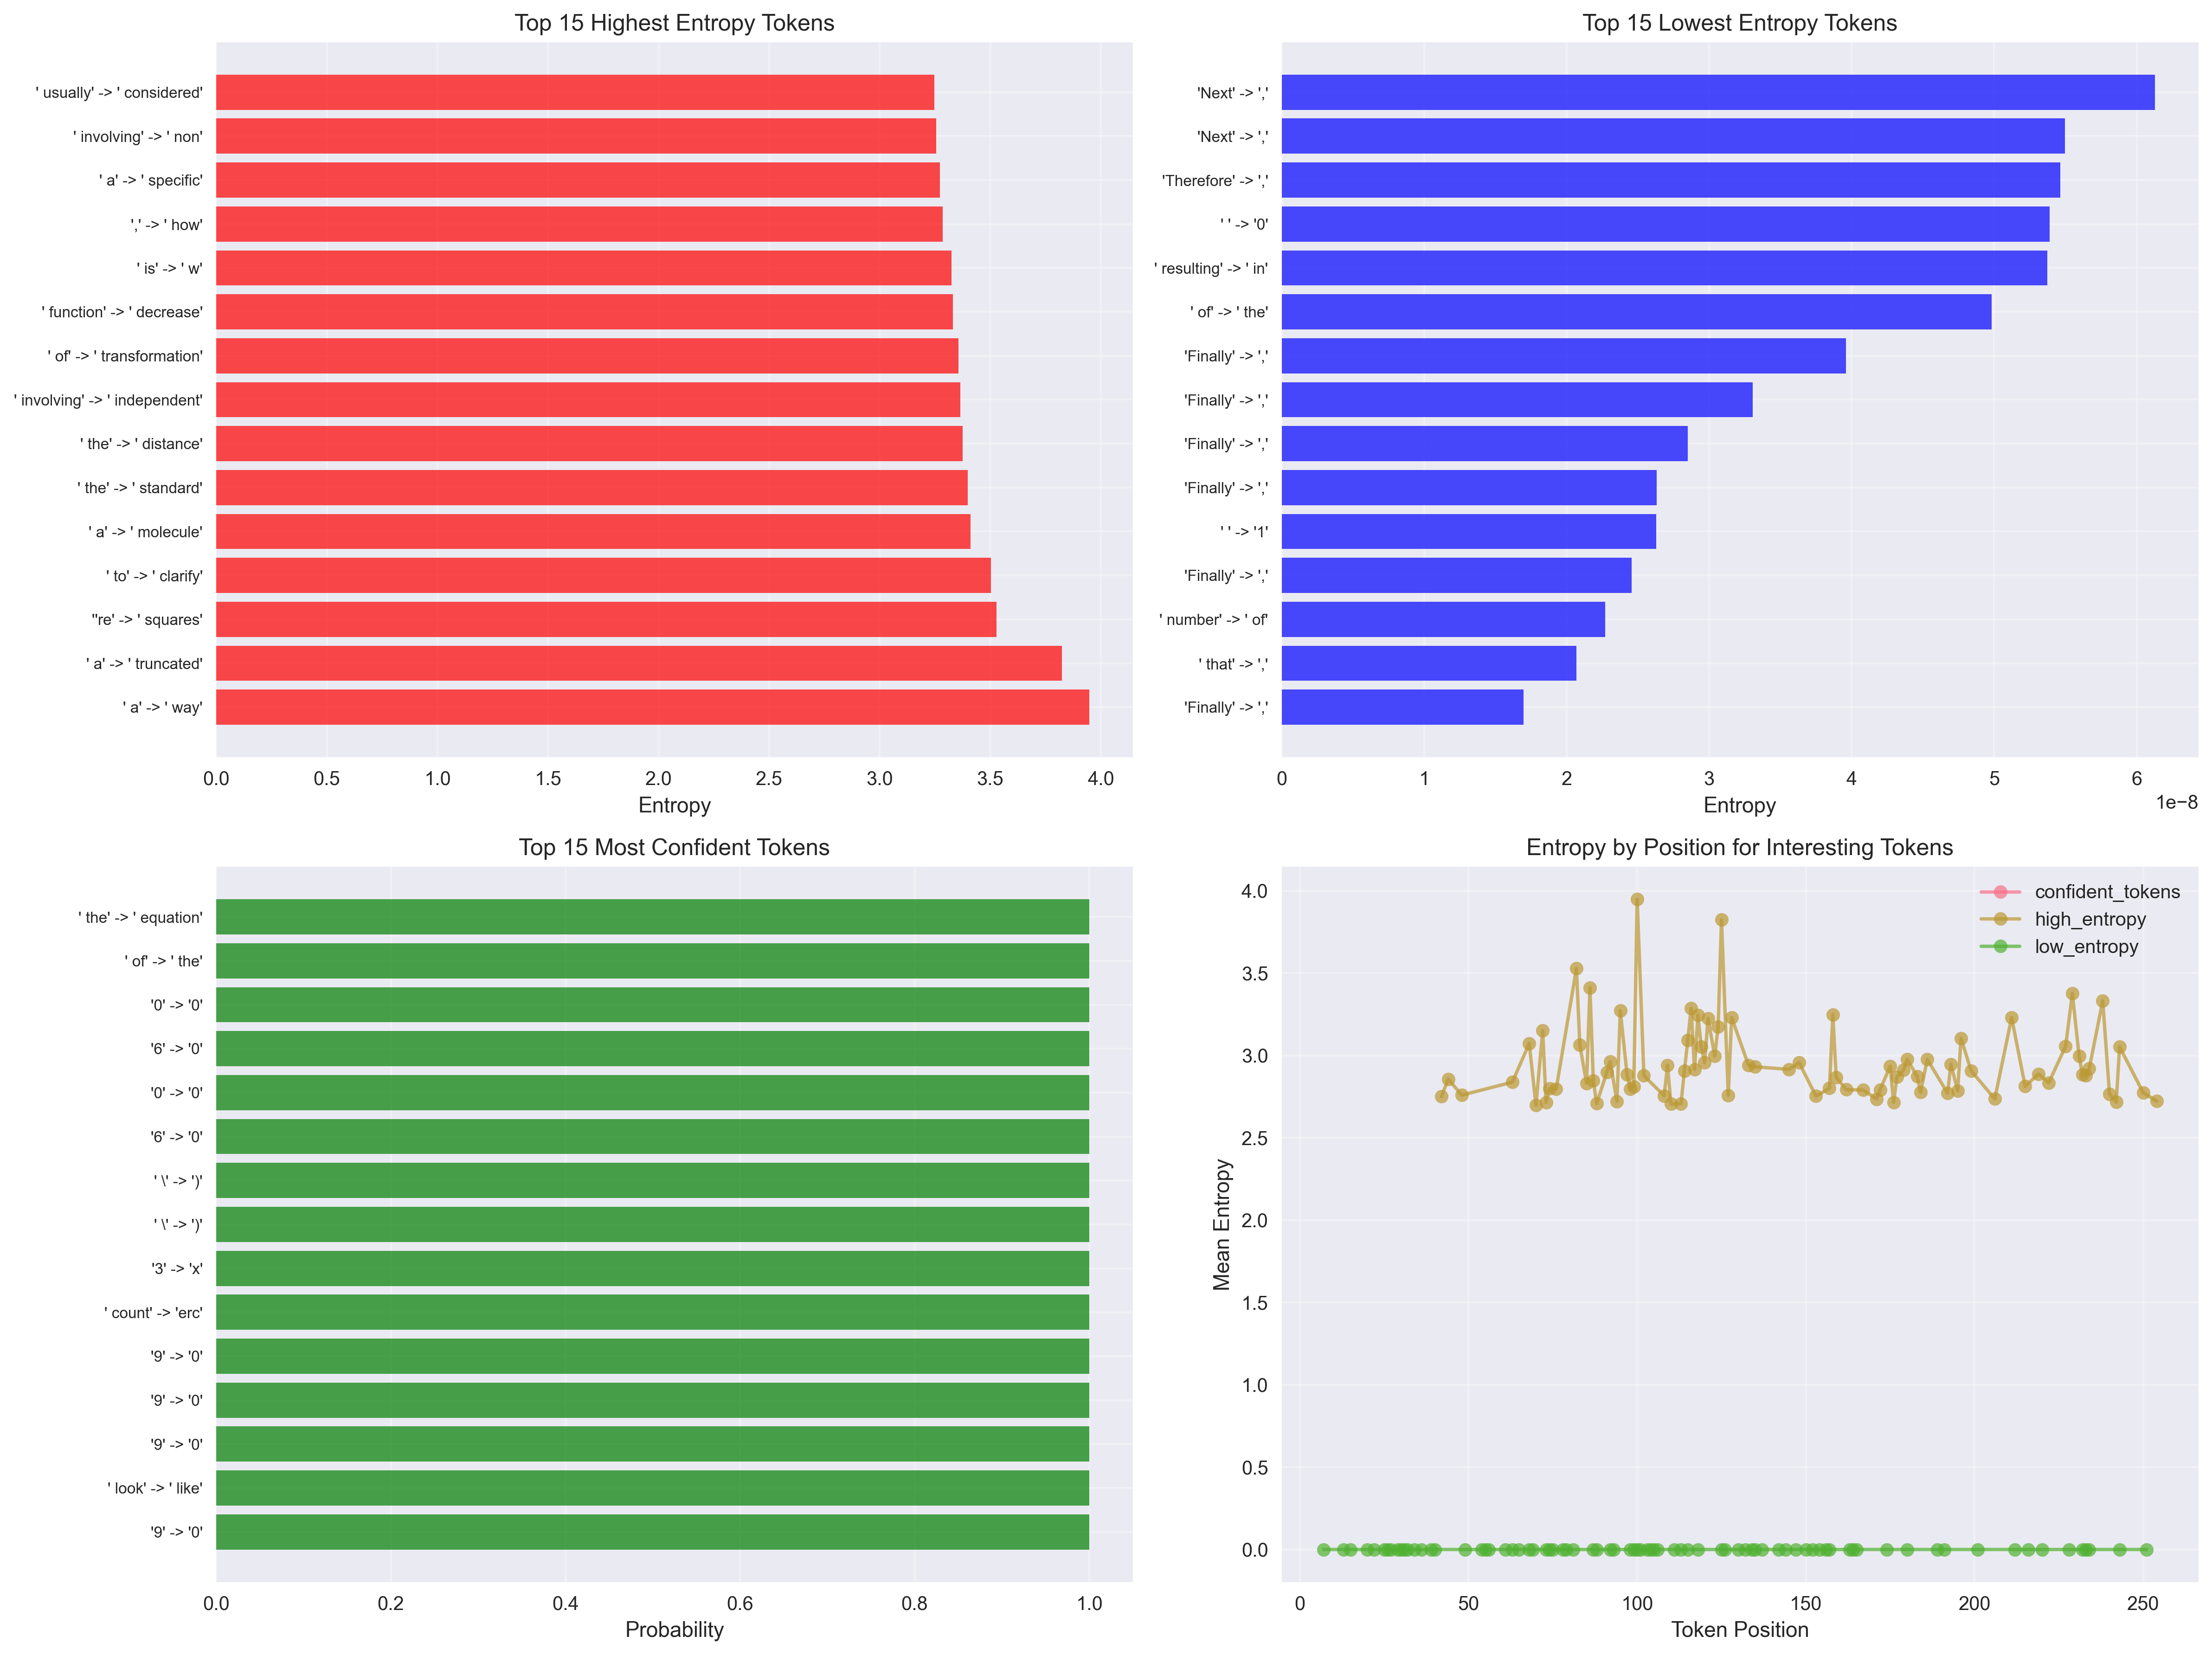 Top 15 Highest Entropy Tokens
' usually' -> ' considered'
' involving' -> ' non'
' a' -> ' specific'
',' -> ' how'
' is' -> ' w'
' function' -> ' decrease'
' of' -> ' transformation'
' involving' -> ' independent'
' the' -> ' distance'
' the' -> ' standard'
' a' -> ' molecule'
' to' -> ' clarify'
''re' -> ' squares'
' a' -> ' truncated'
' a' -> ' way'
0.0 0.5 1.0 1.5 2.0 2.5 3.0 3.5 4.0
Entropy
Top 15 Lowest Entropy Tokens
'Next' -> ','
'Next' -> ','
'Therefore' -> ','
' ' -> '0'
' resulting' -> ' in'
' of' -> ' the'
'Finally' -> ','
'Finally' -> ','
'Finally' -> ','
'Finally' -> ','
' ' -> '1'
'Finally' -> ','
' number' -> ' of'
' that' -> ','
'Finally' -> ','
0 1 2 3 4 5 6
1e−8
Entropy
Top 15 Most Confident Tokens
' the' -> ' equation'
' of' -> ' the'
'0' -> '0'
'6' -> '0'
'0' -> '0'
'6' -> '0'
' \' -> ')'
' \' -> ')'
'3' -> 'x'
' count' -> 'erc'
'9' -> '0'
'9' -> '0'
'9' -> '0'
' look' -> ' like'
'9' -> '0'
0.0 0.2 0.4 0.6 0.8 1.0
Probability
Entropy by Position for Interesting Tokens
confident_tokens
high_entropy
low_entropy
4.0
3.5
3.0
2.5
2.0
1.5
1.0
0.5
0.0
Mean Entropy
0 50 100 150 200 250
Token Position